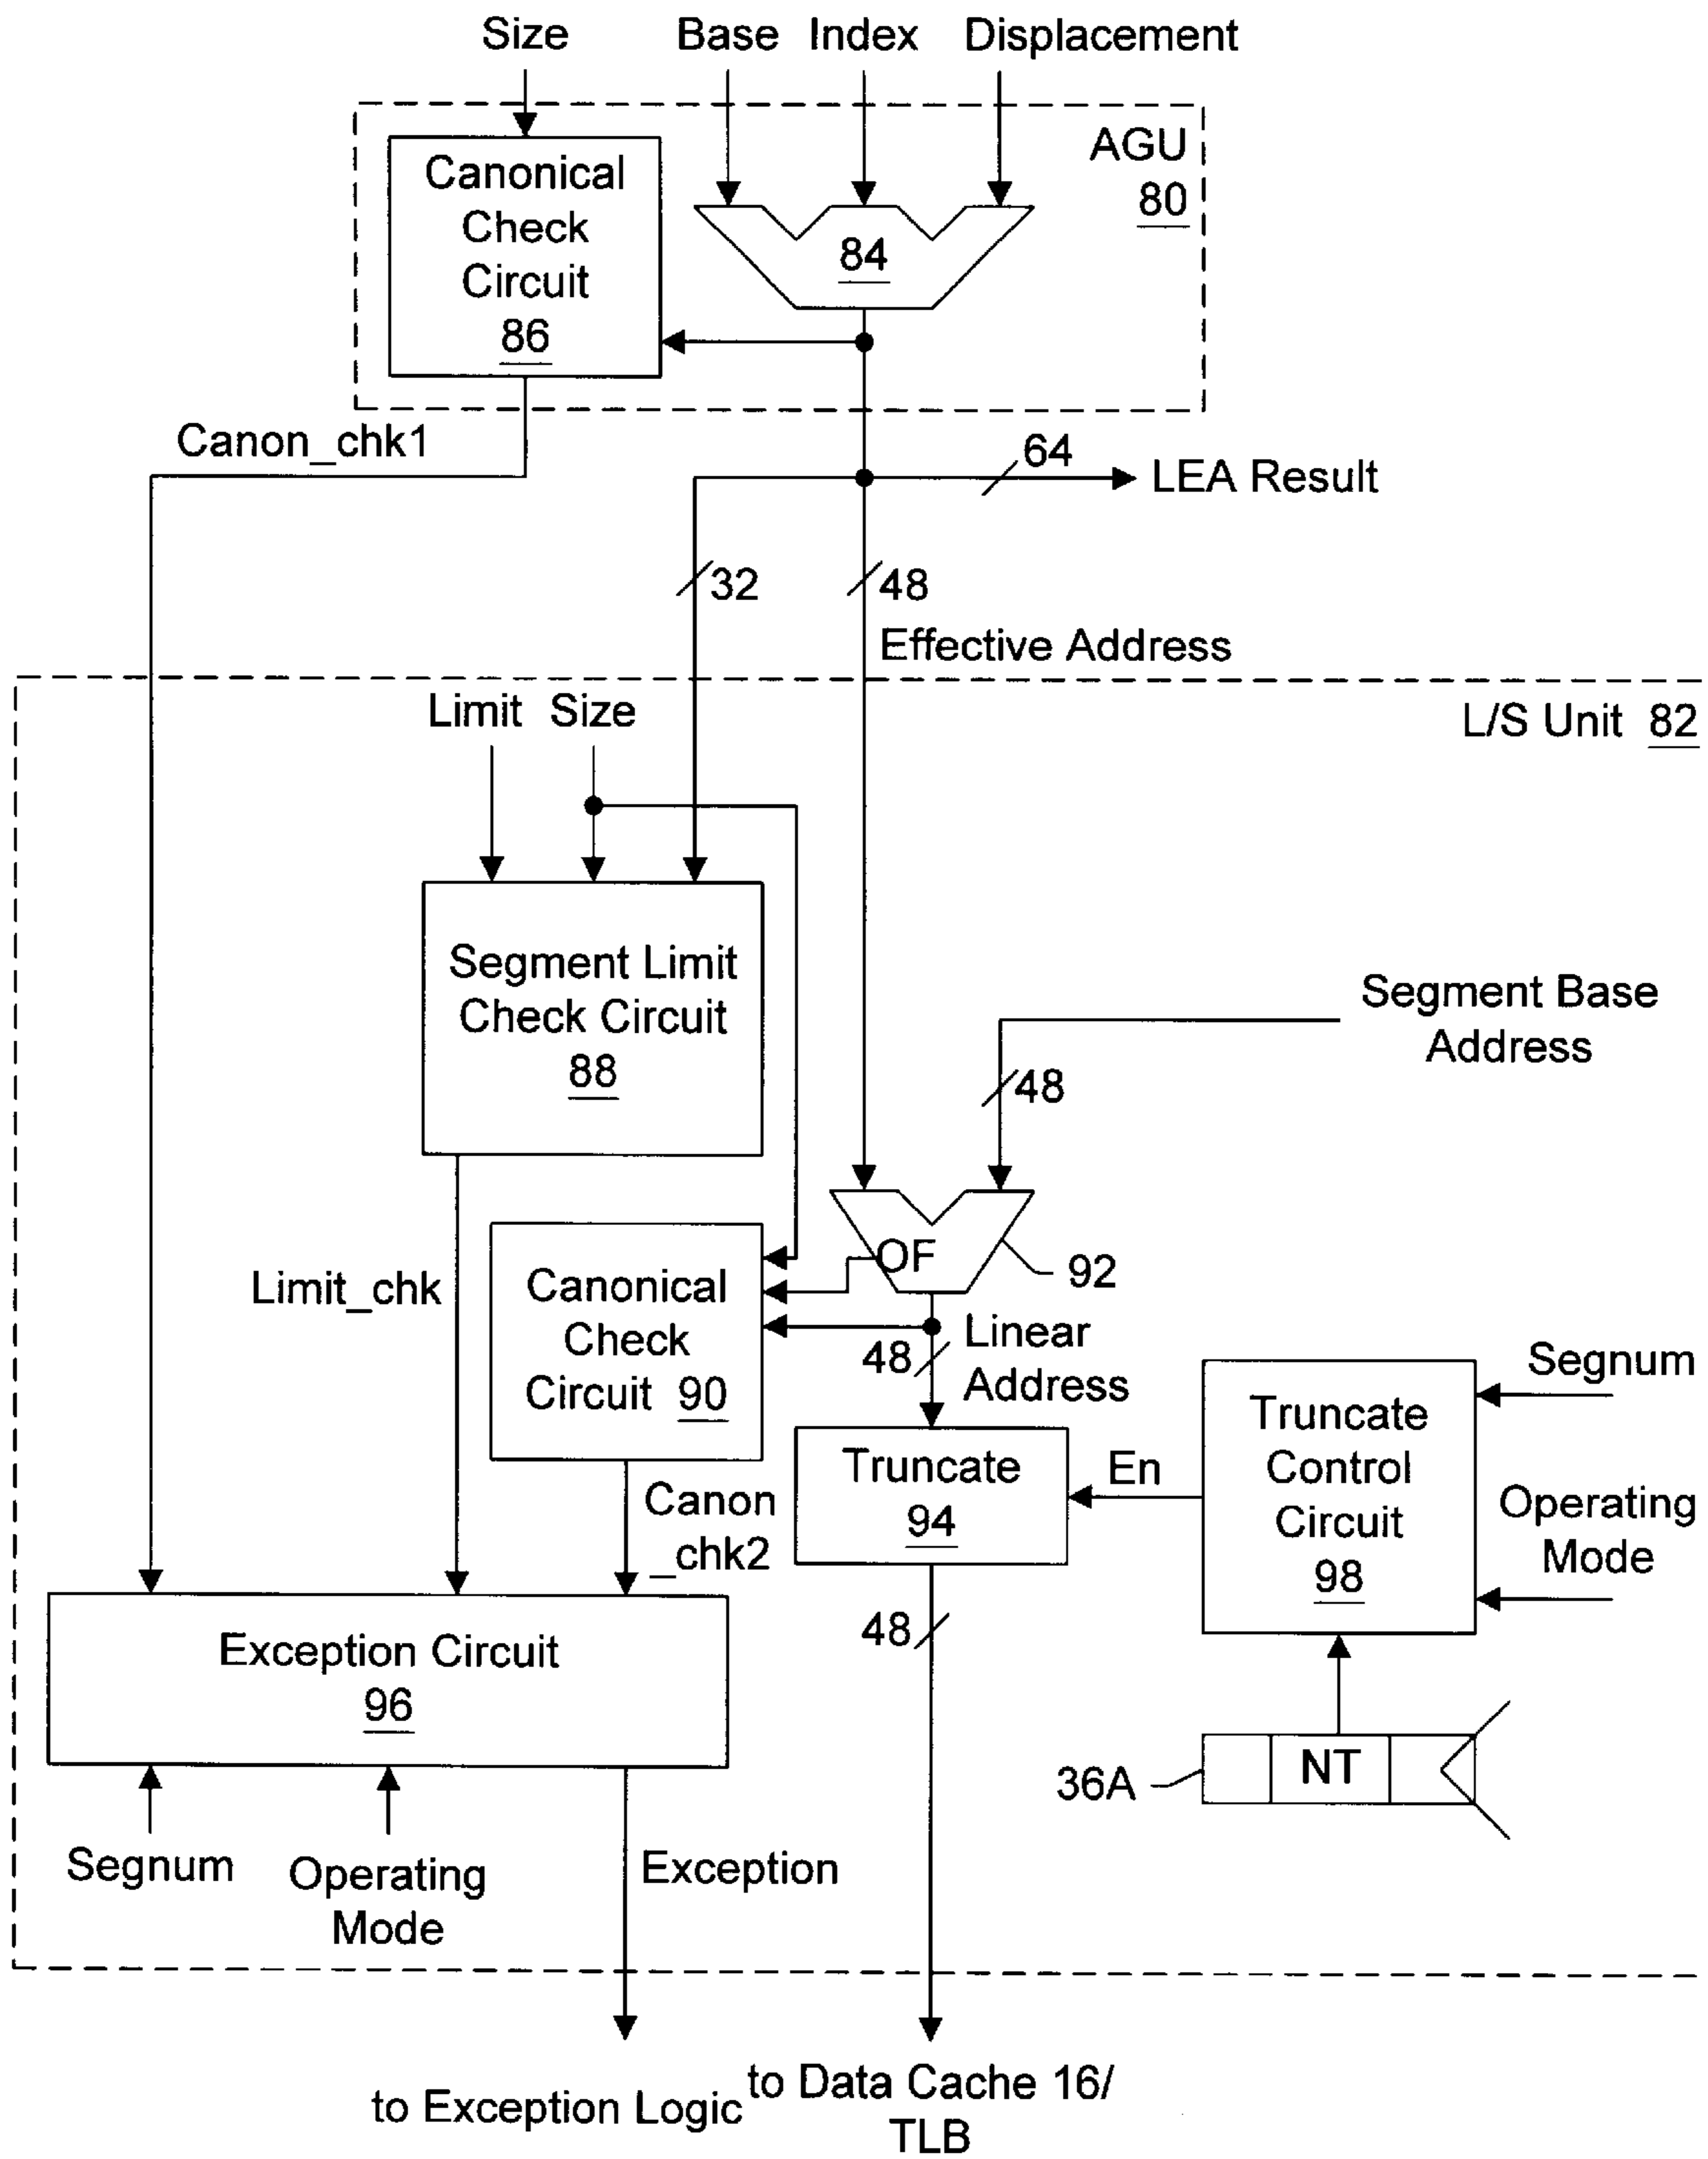 Size
Base
Index
Displacement
Canonical
Check
Circuit
86
84
AGU
80
Canon_chk1
64
LEA Result
32
48
Effective Address
Limit
Size
L/S Unit 82
Segment Limit
Check Circuit
88
Segment Base
Address
48
OF
92
Limit_chk
Canonical
Check
Circuit 90
48
Linear
Address
Segnum
Truncate
Control
Circuit
98
Truncate
94
En
Operating
Mode
Canon
_chk2
Exception Circuit
96
48
NT
36A
Segnum
Operating
Mode
Exception
to Exception Logic
to Data Cache 16/
TLB